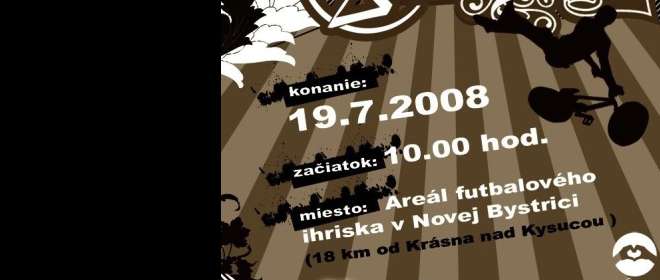 konanie:
19.7.2008
začiatok: 10.00 hod.
miesto: Areál futbalového
ihriska v Novej Bystrici
(18 km od Krásna nad Kysucou )